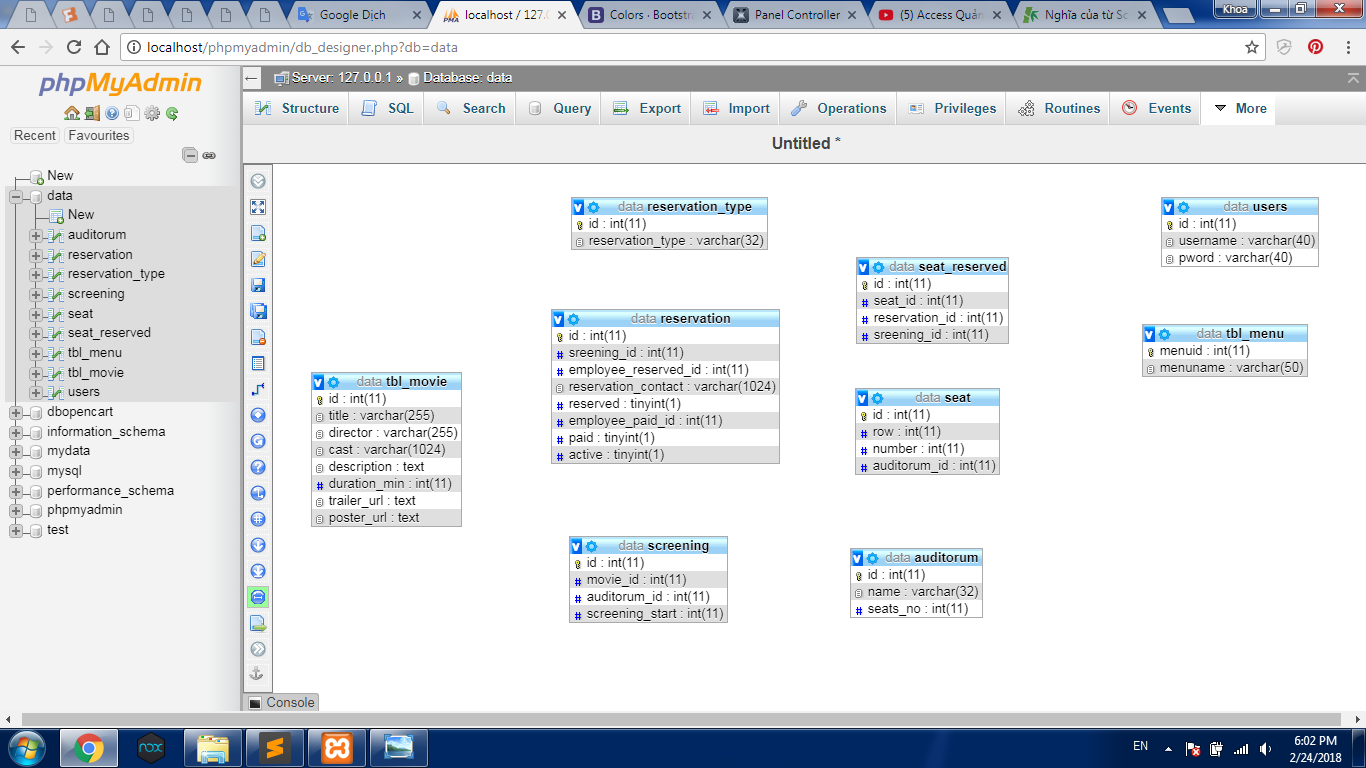 Khoa
Google Dịch
localhost / 127.0
Colors · Bootstr
Panel Controller
(5) Access Quản
Nghĩa của từ Sc
localhost/phpmyadmin/db_designer.php?db=data
phpMyAdmin
Recent
Favourites
New
data
New
auditorum
reservation
reservation_type
screening
seat
seat_reserved
tbl_menu
tbl_movie
users
dbopencart
information_schema
mydata
mysql
performance_schema
phpmyadmin
test
Server: 127.0.0.1 » Database: data
Structure SQL Search Query Export Import Operations Privileges Routines Events More
Untitled *
data reservation_type
id : int(11)
reservation_type : varchar(32)
data users
id : int(11)
username : varchar(40)
pword : varchar(40)
data seat_reserved
id : int(11)
seat_id : int(11)
reservation_id : int(11)
sreening_id : int(11)
data reservation
id : int(11)
sreening_id : int(11)
employee_reserved_id : int(11)
reservation_contact : varchar(1024)
reserved : tinyint(1)
employee_paid_id : int(11)
paid : tinyint(1)
active : tinyint(1)
data tbl_menu
menuid : int(11)
menuname : varchar(50)
data tbl_movie
id : int(11)
title : varchar(255)
director : varchar(255)
cast : varchar(1024)
description : text
duration_min : int(11)
trailer_url : text
poster_url : text
data seat
id : int(11)
row : int(11)
number : int(11)
auditorum_id : int(11)
data screening
id : int(11)
movie_id : int(11)
auditorum_id : int(11)
screening_start : int(11)
data auditorum
id : int(11)
name : varchar(32)
seats_no : int(11)
Console
nox
EN
6:02 PM
2/24/2018